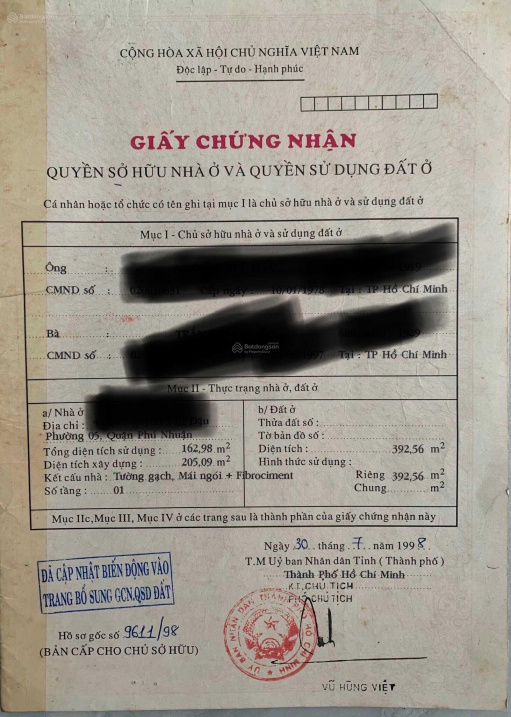 CỘNG HÒA XÃ HỘI CHỦ NGHĨA VIỆT NAM
Độc lập - Tự do - Hạnh phúc
GIẤY CHỨNG NHẬN
QUYỀN SỞ HỮU NHÀ Ở VÀ QUYỀN SỬ DỤNG ĐẤT Ở
Cá nhân hoặc tổ chức có tên ghi tại mục I là chủ sở hữu nhà ở và sử dụng đất ở
Mục I - Chủ sở hữu nhà ở và sử dụng đất ở
Ông :
CMND số : Tại : TP Hồ Chí Minh
Bà :
Batdongsan
CMND số : Tại : TP Hồ Chí Minh
Mục II - Thực trạng nhà ở, đất ở
a/ Nhà ở
Địa chỉ :
Phường 05, Quận Phú Nhuận
Tổng diện tích sử dụng : 162,98 m²
Diện tích xây dựng : 205,09 m²
Kết cấu nhà : Tường gạch, Mái ngói + Fibrociment
Số tầng : 01
b/ Đất ở
Thửa đất số :
Tờ bản đồ số :
Diện tích : 392,56 m²
Hình thức sử dụng :
Riêng 392,56 m²
Chung m²
Mục IIc, Mục III, Mục IV ở các trang sau là thành phần của giấy chứng nhận này
Ngày 30 tháng 7 năm 1998.
T.M Uỷ ban Nhân dân Tỉnh ( Thành phố )
Thành Phố Hồ Chí Minh
KT.CHỦ TỊCH
PHÓ CHỦ TỊCH
ĐÃ CẬP NHẬT BIẾN ĐỘNG VÀO
TRANG BỔ SUNG GCN.QSD ĐẤT
Hồ sơ gốc số 9611/98
(BẢN CẤP CHO CHỦ SỞ HỮU)
VŨ HÙNG VIỆT